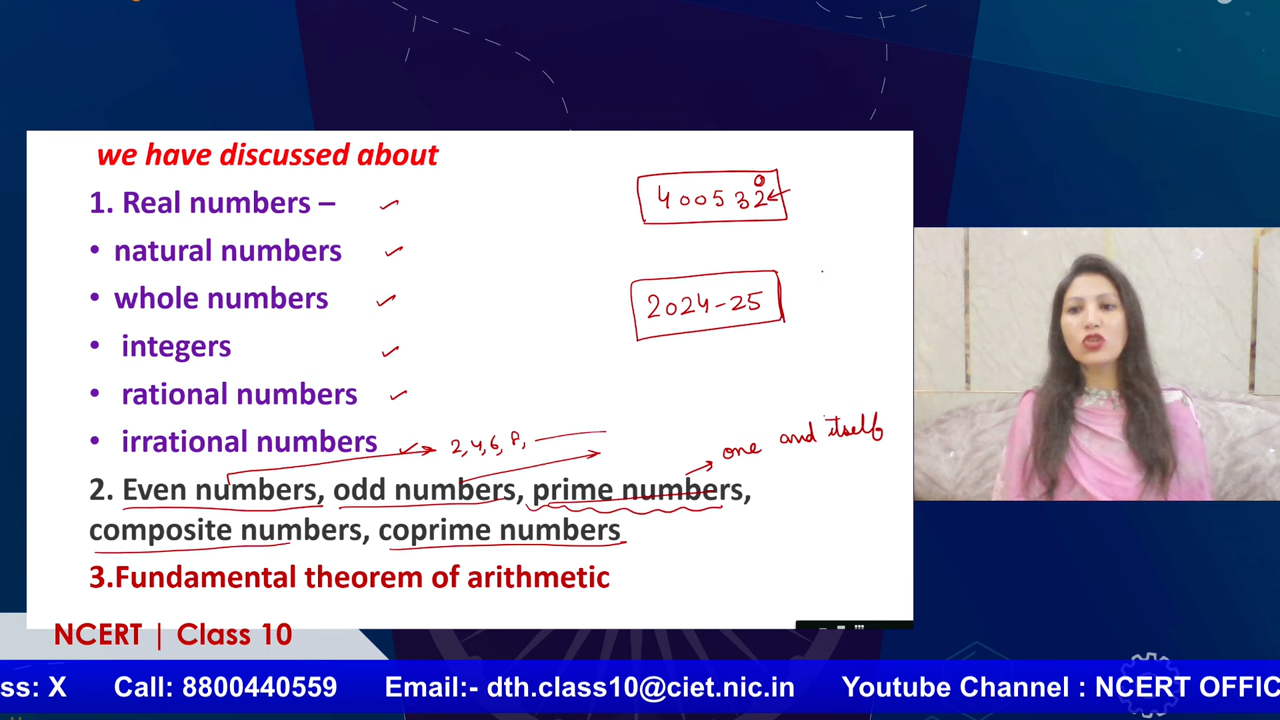 we have discussed about
1. Real numbers –
• natural numbers
• whole numbers
• integers
• rational numbers
• irrational numbers
2. Even numbers, odd numbers, prime numbers,
composite numbers, coprime numbers
3.Fundamental theorem of arithmetic
400532
0
2024-25
2, 4, 6, 8,
one and itself
NCERT | Class 10
ss: X Call: 8800440559 Email:- dth.class10@ciet.nic.in Youtube Channel : NCERT OFFIC